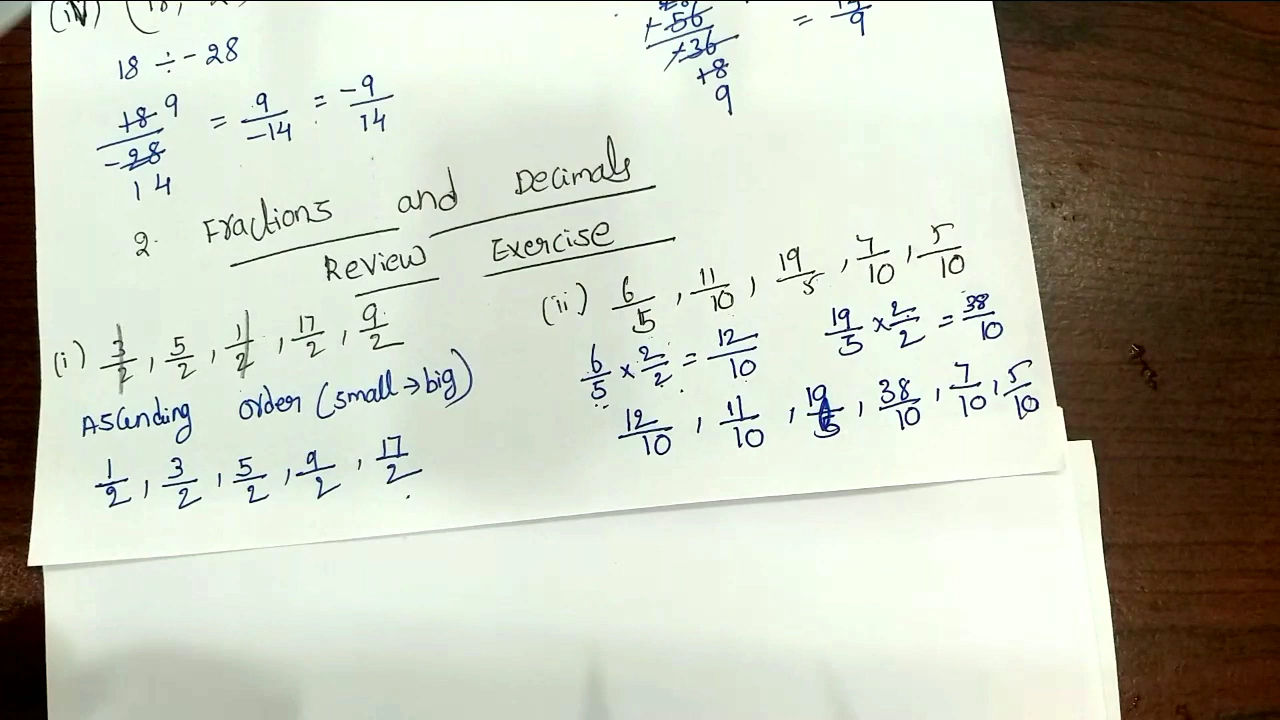 (iv) (18,
18 ÷ -28
18 9 / -28 14 = 9/-14 = -9/14
-56
-36
+8
9
= /9
2. Fractions and Decimals
Review Exercise
(i) 3/2, 5/2, 1/2, 17/2, 9/2
Ascending order (small→big)
1/2, 3/2, 5/2, 9/2, 17/2
(ii) 6/5, 11/10, 19/5, 7/10, 5/10
6/5 × 2/2 = 12/10 19/5 × 2/2 = 38/10
12/10, 11/10, 19/5, 38/10, 7/10, 5/10